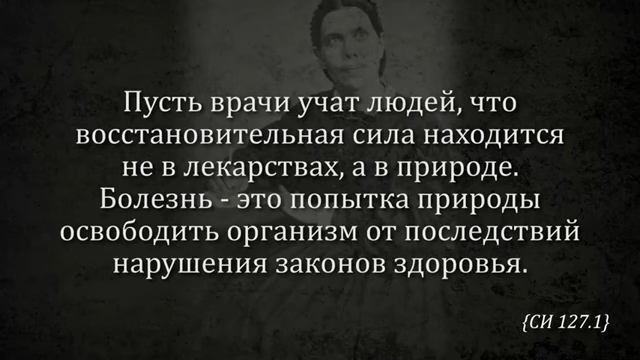 Пусть врачи учат людей, что
восстановительная сила находится
не в лекарствах, а в природе.
Болезнь - это попытка природы
освободить организм от последствий
нарушения законов здоровья.
{СИ 127.1}